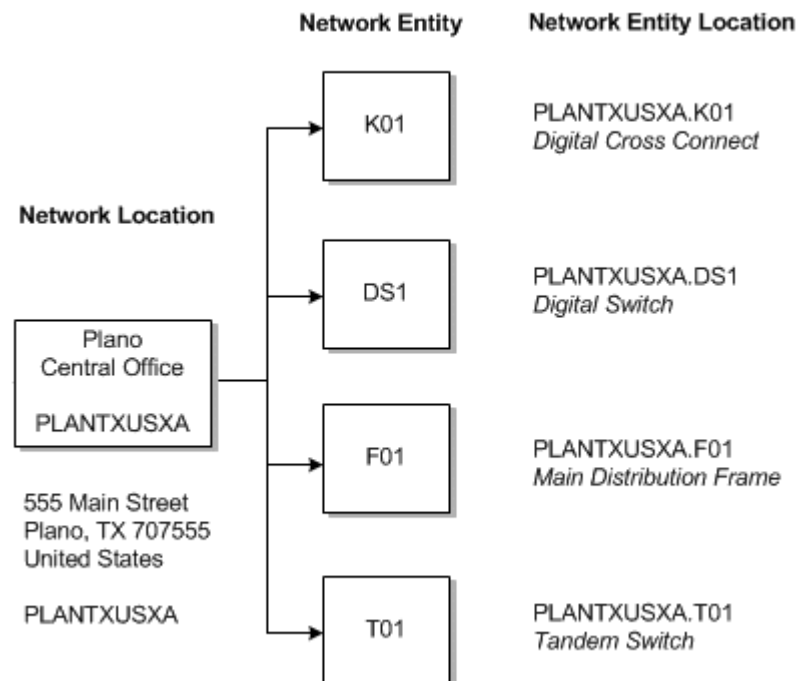 Network Entity
Network Entity Location
K01
PLANTXUSXA.K01
Digital Cross Connect
Network Location
DS1
PLANTXUSXA.DS1
Digital Switch
Plano
Central Office
PLANTXUSXA
F01
PLANTXUSXA.F01
Main Distribution Frame
555 Main Street
Plano, TX 707555
United States
PLANTXUSXA
T01
PLANTXUSXA.T01
Tandem Switch